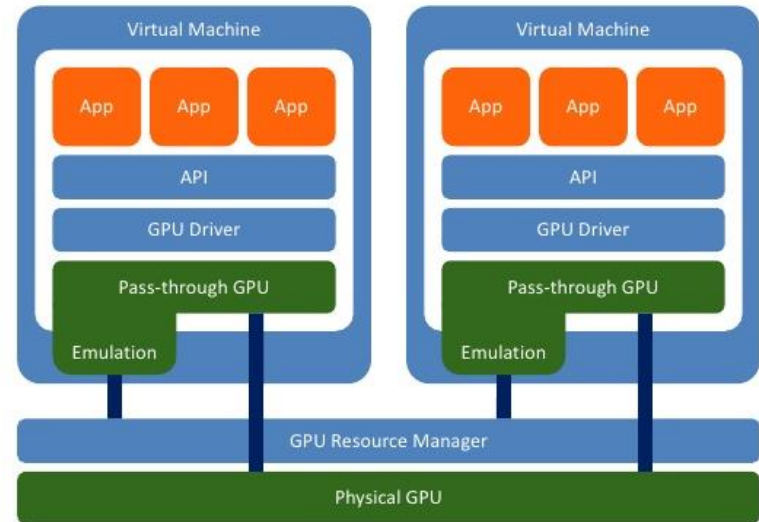 Virtual Machine
App App App
API
GPU Driver
Pass-through GPU
Emulation
Virtual Machine
App App App
API
GPU Driver
Pass-through GPU
Emulation
GPU Resource Manager
Physical GPU